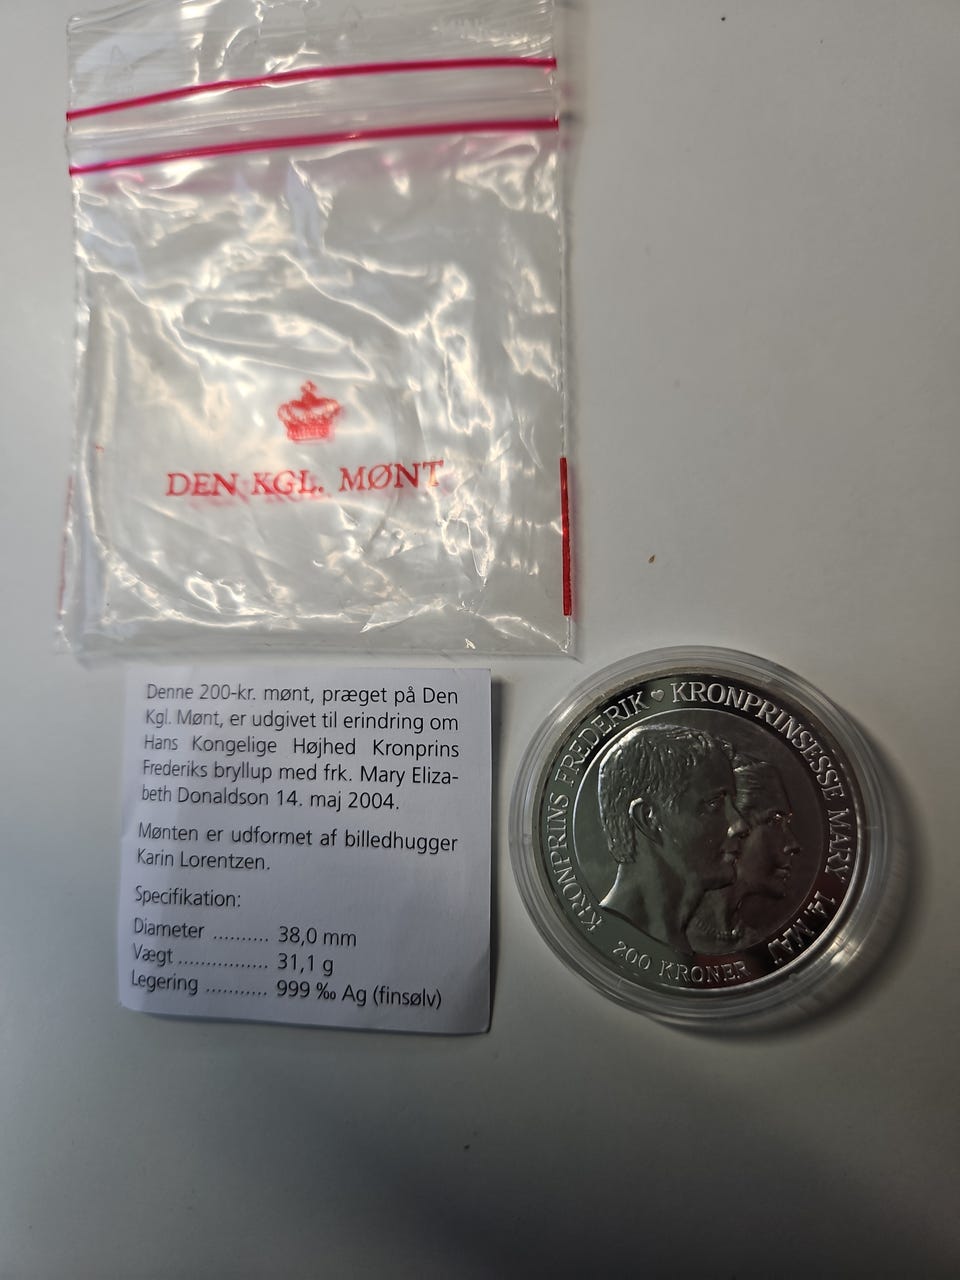 DEN KGL. MØNT
Denne 200-kr. mønt, præget på Den
Kgl. Mønt, er udgivet til erindring om
Hans Kongelige Højhed Kronprins
Frederiks bryllup med frk. Mary Eliza-
beth Donaldson 14. maj 2004.
Mønten er udformet af billedhugger
Karin Lorentzen.
Specifikation:
Diameter .......... 38,0 mm
Vægt ................ 31,1 g
Legering ........... 999 ‰ Ag (finsølv)
KRONPRINS FREDERIK ♥ KRONPRINSESSE MARY 14. MAJ
200 KRONER